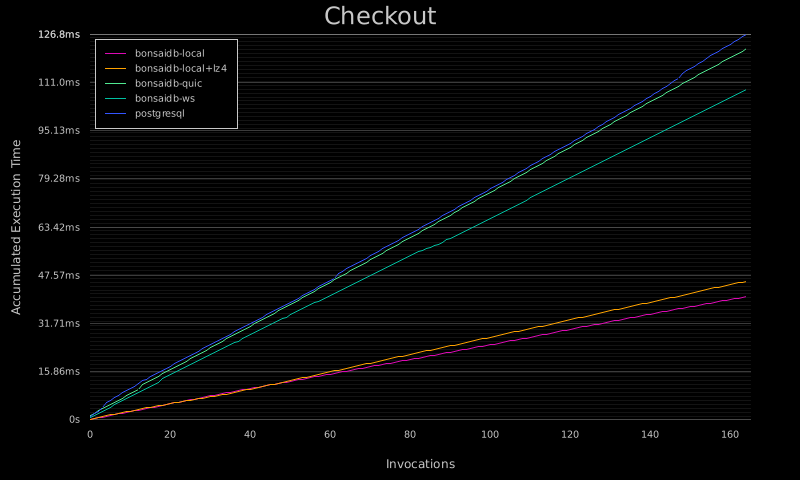 Checkout
126.8ms
bonsaidb-local
bonsaidb-local+lz4
bonsaidb-quic
bonsaidb-ws
postgresql
111.0ms
95.13ms
79.28ms
63.42ms
47.57ms
31.71ms
15.86ms
0s
Accumulated Execution Time
0 20 40 60 80 100 120 140 160
Invocations